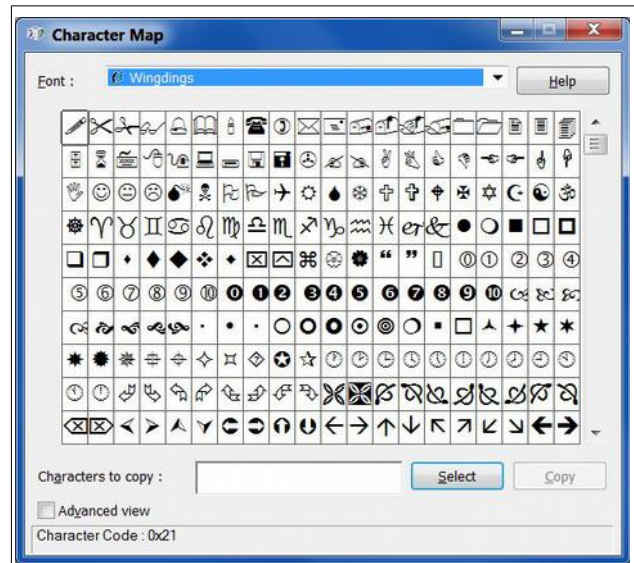 Character Map
Font : Wingdings Help
Characters to copy : Select Copy
Advanced view
Character Code : 0x21